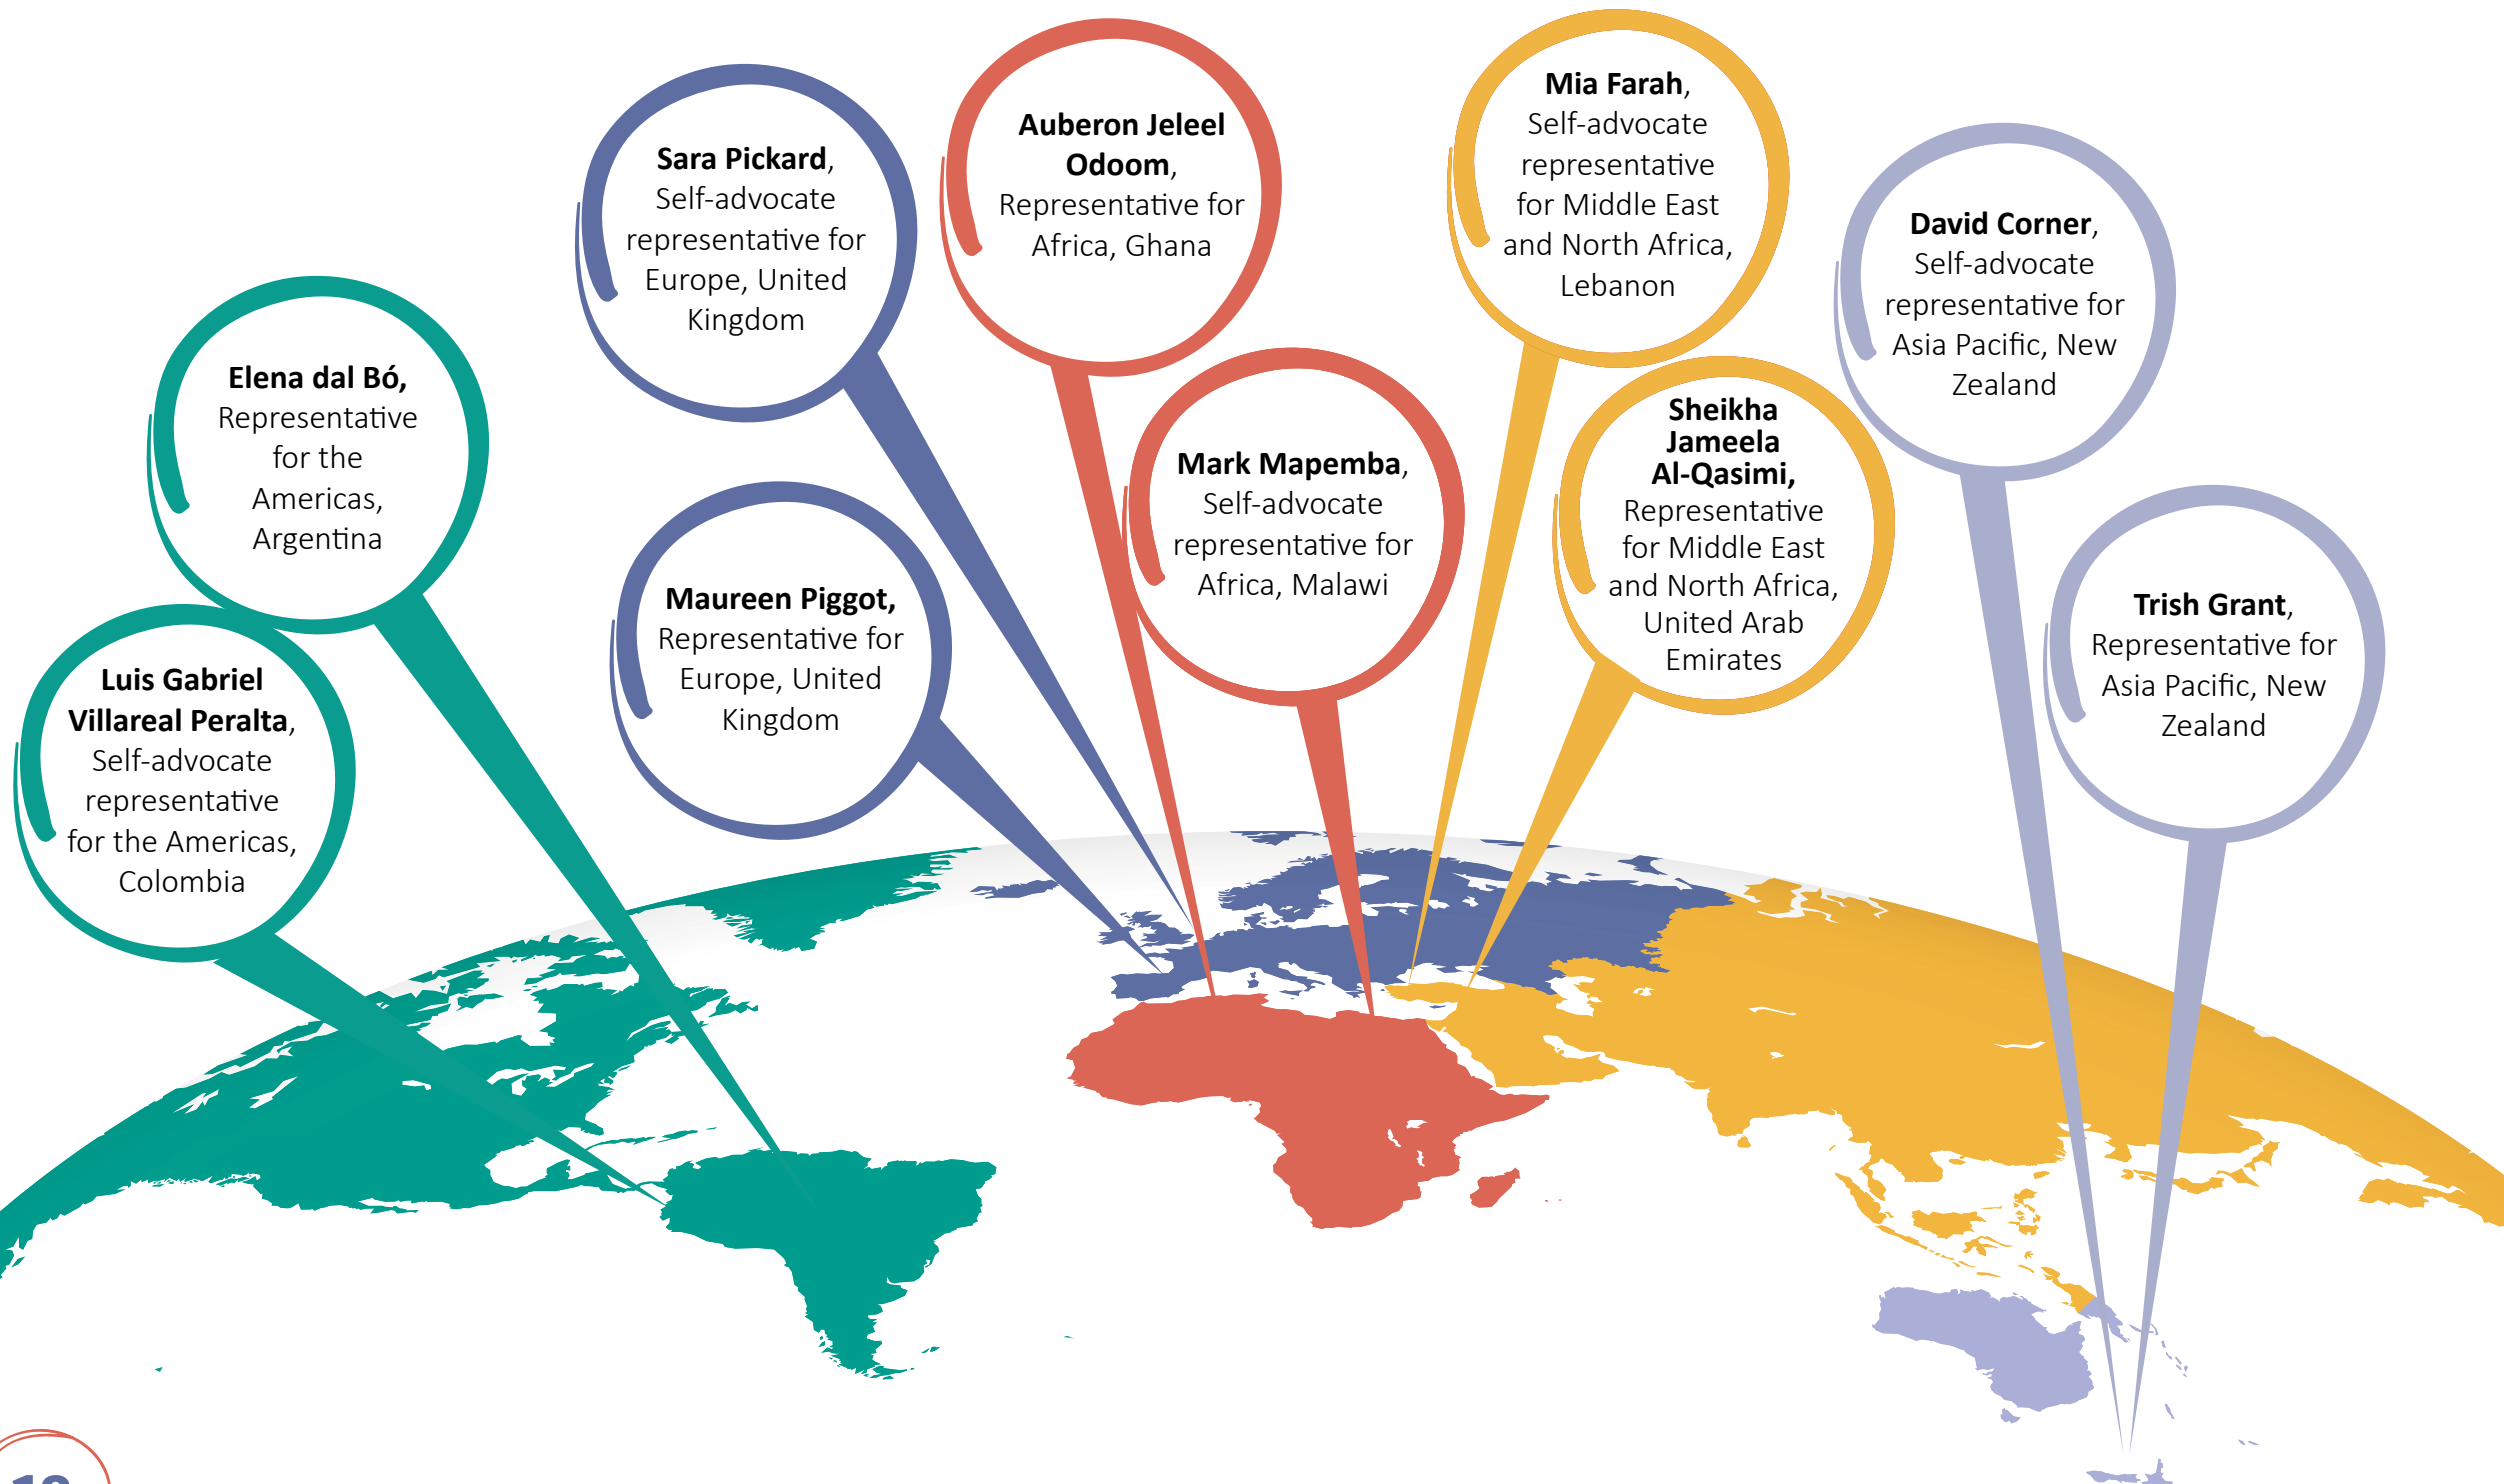 Elena dal Bó,
Representative
for the
Americas,
Argentina
Luis Gabriel
Villareal Peralta,
Self-advocate
representative
for the Americas,
Colombia
Sara Pickard,
Self-advocate
representative for
Europe, United
Kingdom
Maureen Piggot,
Representative for
Europe, United
Kingdom
Auberon Jeleel
Odoom,
Representative for
Africa, Ghana
Mark Mapemba,
Self-advocate
representative for
Africa, Malawi
Mia Farah,
Self-advocate
representative
for Middle East
and North Africa,
Lebanon
Sheikha
Jameela
Al-Qasimi,
Representative
for Middle East
and North Africa,
United Arab
Emirates
David Corner,
Self-advocate
representative for
Asia Pacific, New
Zealand
Trish Grant,
Representative for
Asia Pacific, New
Zealand